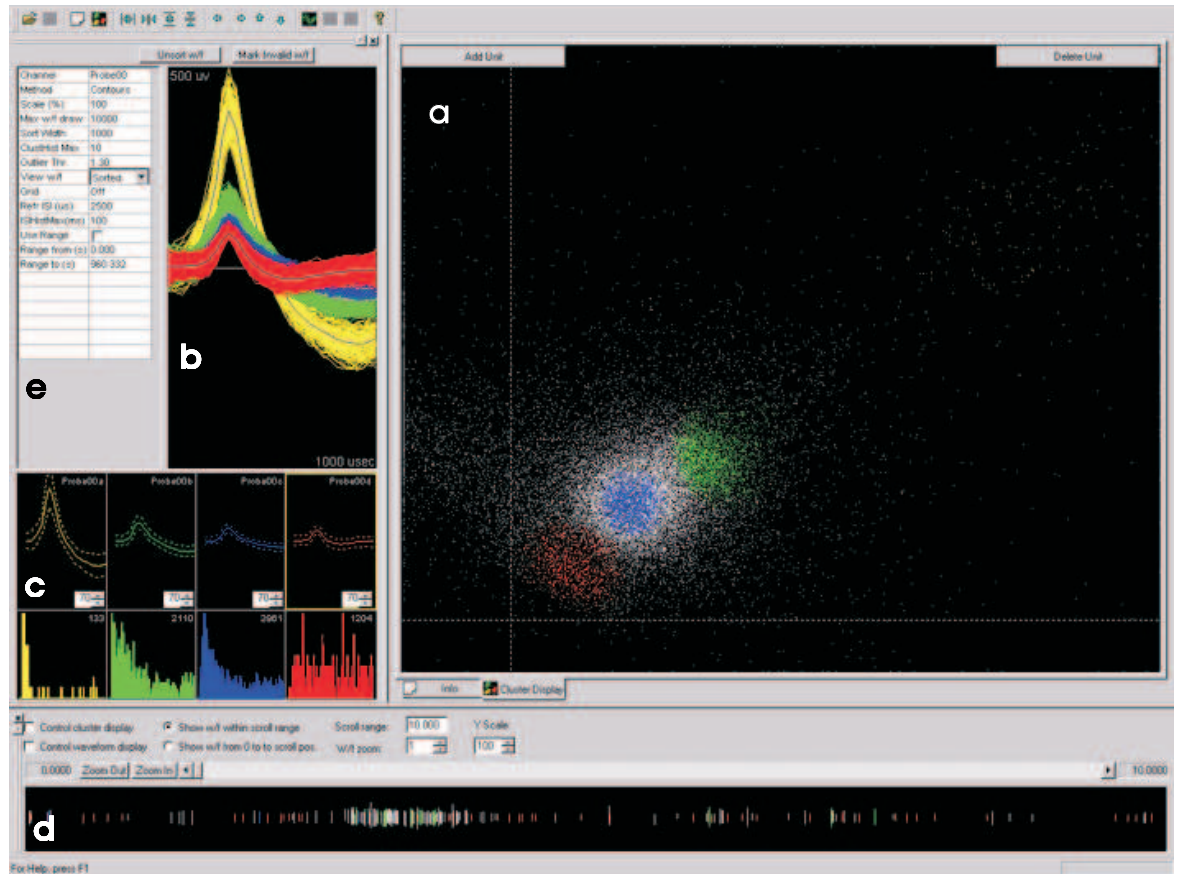 Unsort w/f Mark Invalid w/f
Add Unit Delete Unit
Channel Probe00
Method Contours
Scale (%) 100
Max w/f draw 10000
Sort Width 1000
ClustHist Max 10
Outlier Thr. 1.30
View w/f Sorted
Grid Off
Refr ISI (us) 2500
ISIHistMax(ms) 100
Use Range
Range from (s) 0.000
Range to (s) 960.332
500 uv
a
b
e
1000 usec
Probe00a Probe00b Probe00c Probe00d
c
70 70 70 70
133 2110 2961 1204
Info Cluster Display
Control cluster display Show w/f within scroll range Scroll range: 10.000 Y Scale
Control waveform display Show w/f from 0 to to scroll pos. W/f zoom: 1 100
0.0000 Zoom Out Zoom In 10.0000
d
For Help, press F1